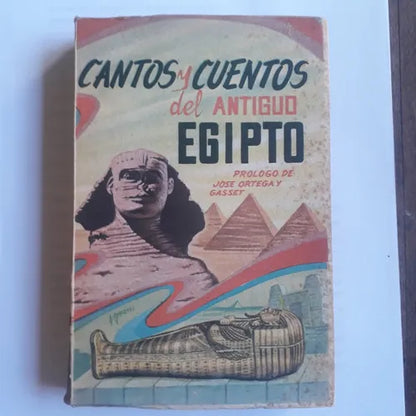 CANTOS y CUENTOS
del ANTIGUO
EGIPTO
PROLOGO DE
JOSE ORTEGA Y
GASSET